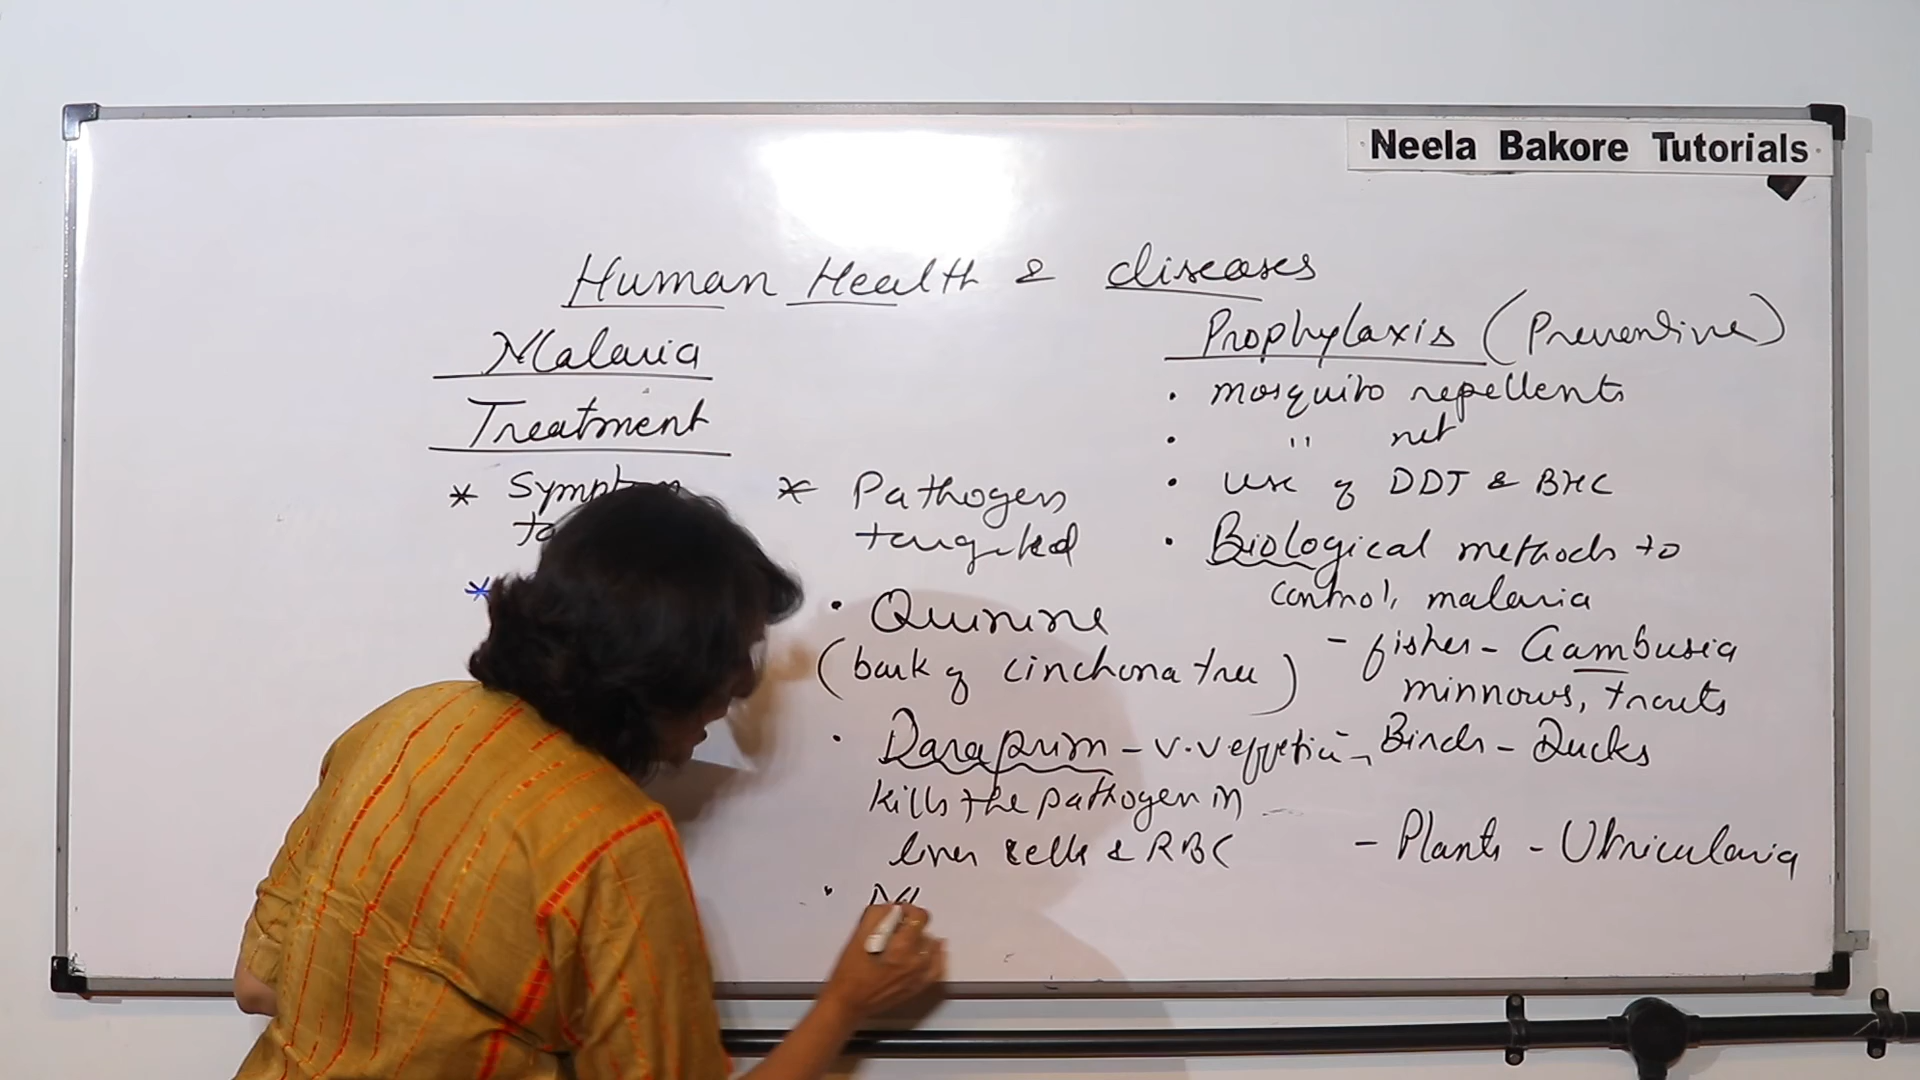 Neela Bakore Tutorials
Human Health & diseases
Malaria
Treatment
* Symptom
*
* Pathogen
targeted
• Quinine
(bark of cinchona tree)
• Daraprim - v.v effective
kills the pathogen in
liver cells & RBC
•
Prophylaxis (Preventive)
• mosquito repellents
• " net
• use of DDT & BHC
• Biological methods to
control, malaria
- fishes - Gambusia
minnows, trouts
- Birds - Ducks
- Plants - Utricularia